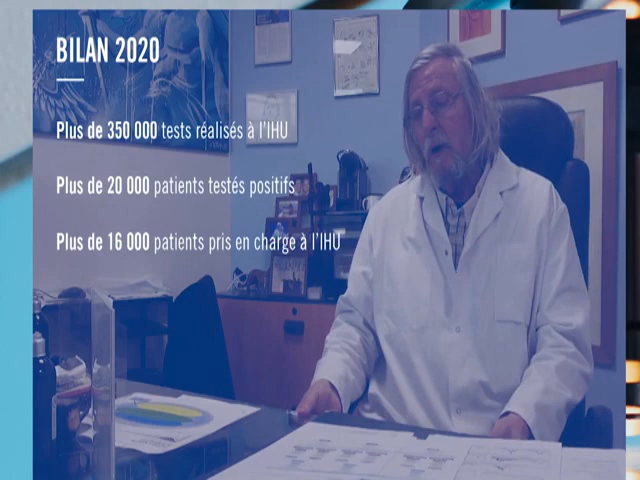 BILAN 2020
Plus de 350 000 tests réalisés à l'IHU
Plus de 20 000 patients testés positifs
Plus de 16 000 patients pris en charge à l'IHU